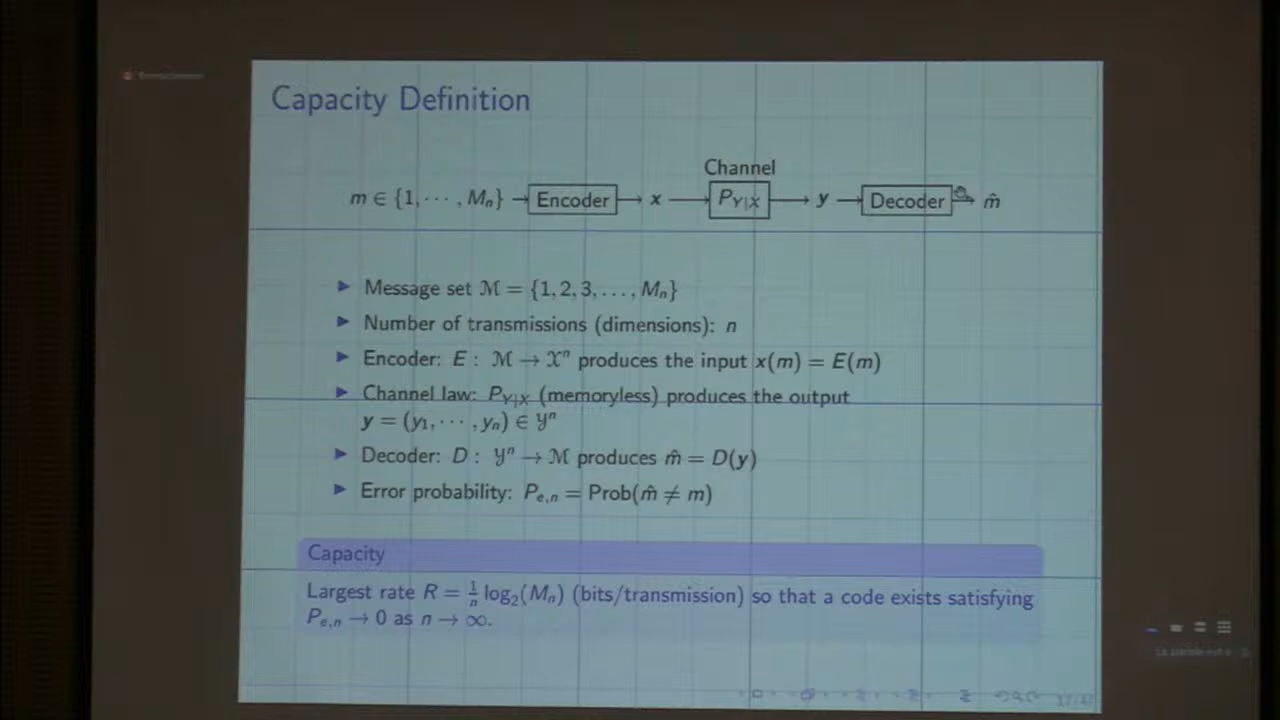 Capacity Definition
Channel
m ∈ {1, ⋯ , Mₙ} → Encoder → x → P_{Y|X} → y → Decoder → m̂
► Message set ℳ = {1, 2, 3, . . . , Mₙ}
► Number of transmissions (dimensions): n
► Encoder: E : ℳ → 𝒳ⁿ produces the input x(m) = E(m)
► Channel law: P_{Y|X} (memoryless) produces the output
y = (y₁, ⋯ , yₙ) ∈ 𝒴ⁿ
► Decoder: D : 𝒴ⁿ → ℳ produces m̂ = D(y)
► Error probability: P_{e,n} = Prob(m̂ ≠ m)
Capacity
Largest rate R = 1/n log₂(Mₙ) (bits/transmission) so that a code exists satisfying
P_{e,n} → 0 as n → ∞.